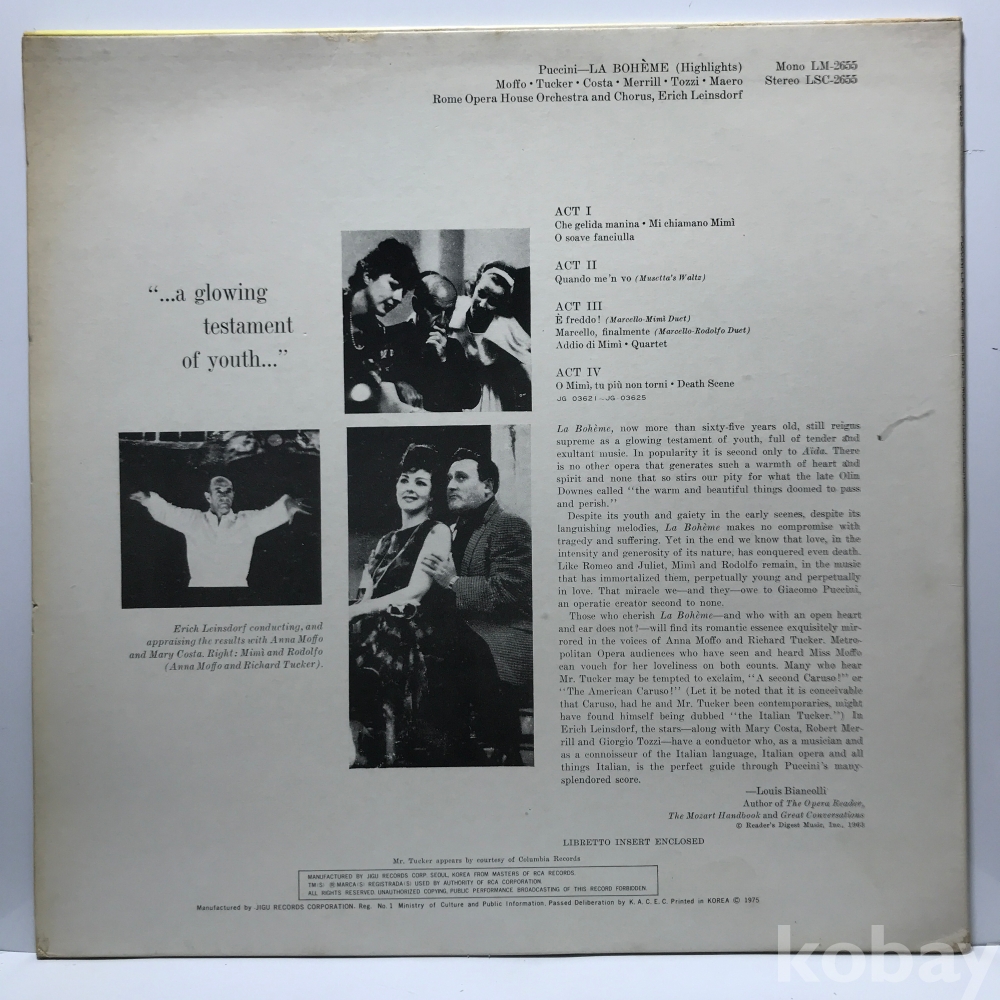 Puccini—LA BOHÈME (Highlights)
Moffo • Tucker • Costa • Merrill • Tozzi • Maero
Rome Opera House Orchestra and Chorus, Erich Leinsdorf
Mono LM-2655
Stereo LSC-2655
ACT I
Che gelida manina • Mi chiamano Mimì
O soave fanciulla
ACT II
Quando me'n vo (Musetta's Waltz)
ACT III
È freddo! (Marcello-Mimì Duet)
Marcello, finalmente (Marcello-Rodolfo Duet)
Addio di Mimì • Quartet
ACT IV
O Mimì, tu più non torni • Death Scene
JG 03621~JG 03625
"...a glowing
testament
of youth..."
Erich Leinsdorf conducting, and
appraising the results with Anna Moffo
and Mary Costa. Right: Mimì and Rodolfo
(Anna Moffo and Richard Tucker).
La Bohème, now more than sixty-five years old, still reigns
supreme as a glowing testament of youth, full of tender and
exultant music. In popularity it is second only to Aïda. There
is no other opera that generates such a warmth of heart and
spirit and none that so stirs our pity for what the late Olin
Downes called "the warm and beautiful things doomed to pass
and perish."
Despite its youth and gaiety in the early scenes, despite its
languishing melodies, La Bohème makes no compromise with
tragedy and suffering. Yet in the end we know that love, in the
intensity and generosity of its nature, has conquered even death.
Like Romeo and Juliet, Mimì and Rodolfo remain, in the music
that has immortalized them, perpetually young and perpetually
in love. That miracle we—and they—owe to Giacomo Puccini,
an operatic creator second to none.
Those who cherish La Bohème—and who with an open heart
and ear does not?—will find its romantic essence exquisitely mir-
rored in the voices of Anna Moffo and Richard Tucker. Metro-
politan Opera audiences who have seen and heard Miss Moffo
can vouch for her loveliness on both counts. Many who hear
Mr. Tucker may be tempted to exclaim, "A second Caruso!" or
"The American Caruso!" (Let it be noted that it is conceivable
that Caruso, had he and Mr. Tucker been contemporaries, might
have found himself being dubbed "the Italian Tucker.") In
Erich Leinsdorf, the stars—along with Mary Costa, Robert Mer-
rill and Giorgio Tozzi—have a conductor who, as a musician and
as a connoisseur of the Italian language, Italian opera and all
things Italian, is the perfect guide through Puccini's many-
splendored score.
—Louis Biancolli
Author of The Opera Reader,
The Mozart Handbook and Great Conversations
© Reader's Digest Music, Inc., 1963
LIBRETTO INSERT ENCLOSED
Mr. Tucker appears by courtesy of Columbia Records
MANUFACTURED BY JIGU RECORDS CORP. SEOUL, KOREA FROM MASTERS OF RCA RECORDS.
TM(S) ® MARCA(S) REGISTRADA(S) USED BY AUTHORITY OF RCA CORPORATION.
ALL RIGHTS RESERVED. UNAUTHORIZED COPYING, PUBLIC PERFORMANCE BROADCASTING OF THIS RECORD FORBIDDEN.
Manufactured by JIGU RECORDS CORPORATION. Reg. No.1 Ministry of Culture and Public Information. Passed Deliberation by K.A.C.E.C. Printed in KOREA © 1975
kobay